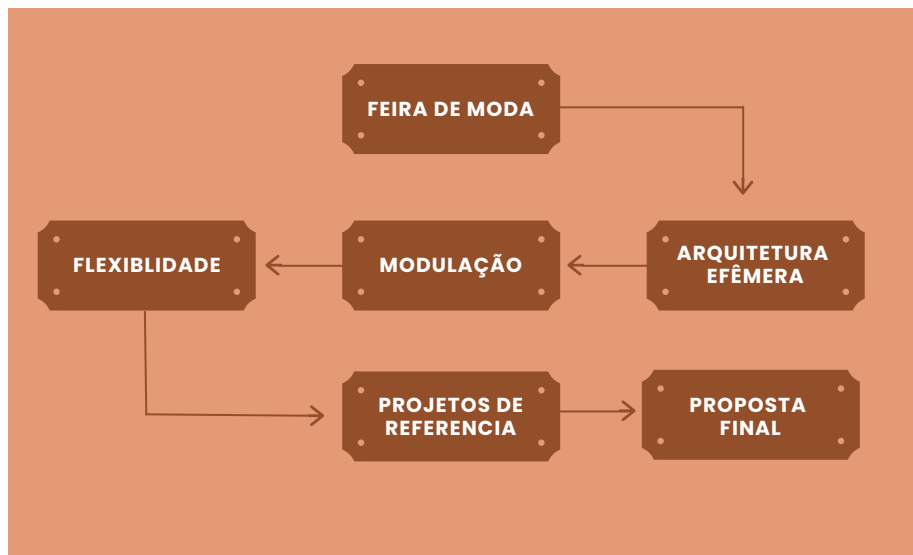 FEIRA DE MODA
ARQUITETURA
EFÊMERA
MODULAÇÃO
FLEXIBLIDADE
PROJETOS DE
REFERENCIA
PROPOSTA
FINAL